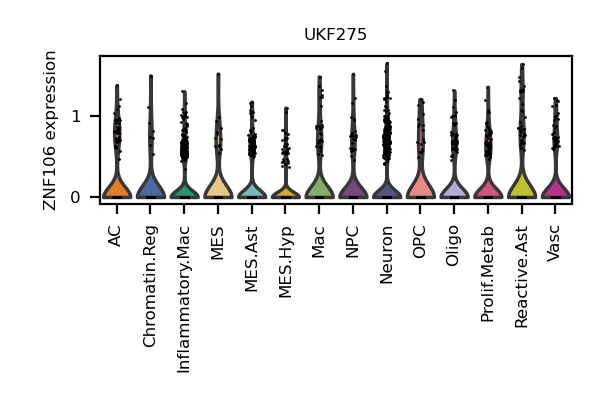 UKF275
ZNF106 expression
1
0
AC
Chromatin.Reg
Inflammatory.Mac
MES
MES.Ast
MES.Hyp
Mac
NPC
Neuron
OPC
Oligo
Prolif.Metab
Reactive.Ast
Vasc